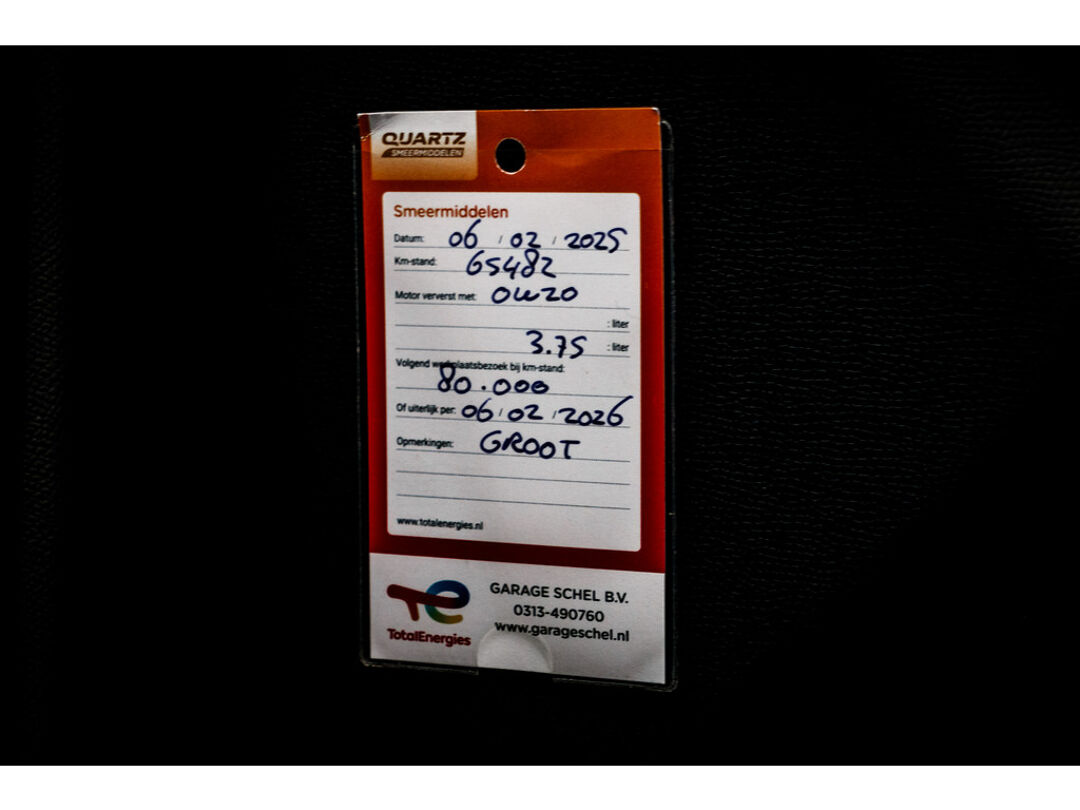 QUARTZ
SMEERMIDDELEN
Smeermiddelen
Datum: 06 / 02 / 2025
Km-stand: 65482
Motor ververst met: 0W20
: liter
3.75 : liter
Volgend werkplaatsbezoek bij km-stand:
80.000
Of uiterlijk per: 06 / 02 / 2026
Opmerkingen: GROOT
www.totalenergies.nl
TotalEnergies
GARAGE SCHEL B.V.
0313-490760
www.garageschel.nl